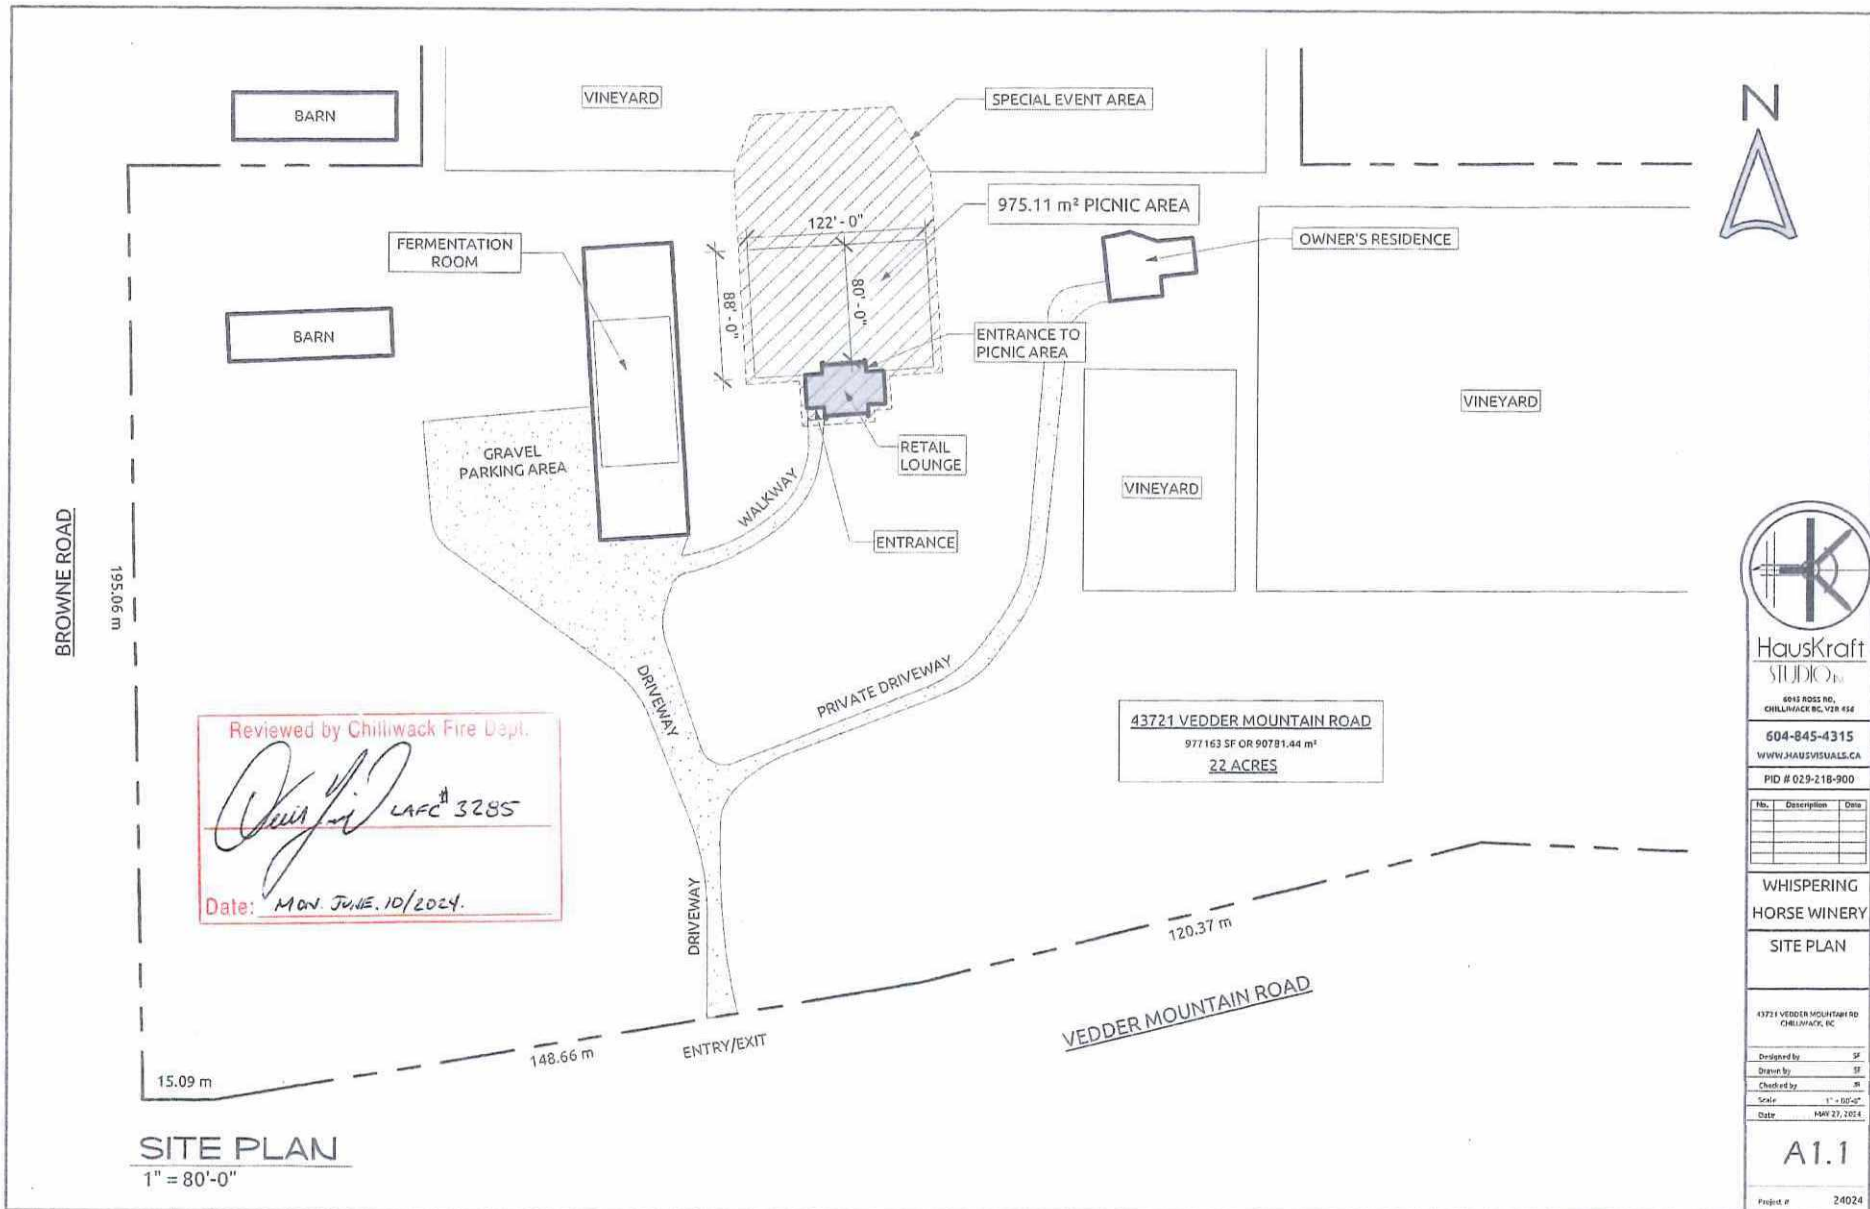 BARN
VINEYARD
SPECIAL EVENT AREA
N
975.11 m² PICNIC AREA
122' - 0"
FERMENTATION
ROOM
OWNER'S RESIDENCE
88' - 0"
80' - 0"
BARN
ENTRANCE TO
PICNIC AREA
VINEYARD
GRAVEL
PARKING AREA
RETAIL
LOUNGE
VINEYARD
WALKWAY
ENTRANCE
BROWNE ROAD
195.06 m
DRIVEWAY
PRIVATE DRIVEWAY
43721 VEDDER MOUNTAIN ROAD
977163 SF OR 90781.44 m²
22 ACRES
Reviewed by Chilliwack Fire Dept.
LAFC # 3285
Date: MON. JUNE. 10/2024.
DRIVEWAY
120.37 m
VEDDER MOUNTAIN ROAD
148.66 m
ENTRY/EXIT
15.09 m
SITE PLAN
1" = 80'-0"
HausKraft
STUDIO
ROSS RD,
CHILLIWACK BC,
604-845-4315
WWW.HAUSVISUALS.CA
PID # 029-218-900
No. Description Date
WHISPERING
HORSE WINERY
SITE PLAN
43721 VEDDER MOUNTAIN RD
CHILLIWACK, BC
Designed by SF
Drawn by SF
Checked by
Scale 1" = 80'-0"
Date MAY 27, 2024
A1.1
Project # 24024